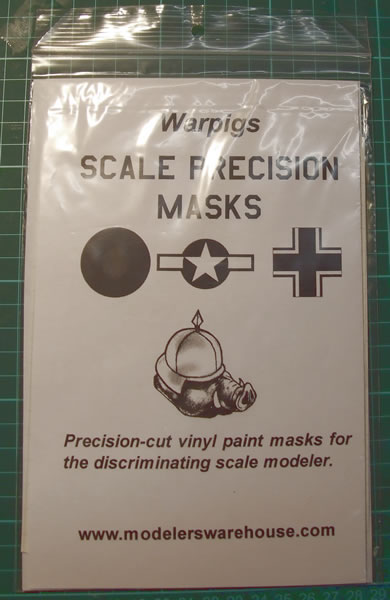 Warpigs
SCALE PRECISION
MASKS
Precision-cut vinyl paint masks for
the discriminating scale modeler.
www.modelerswarehouse.com